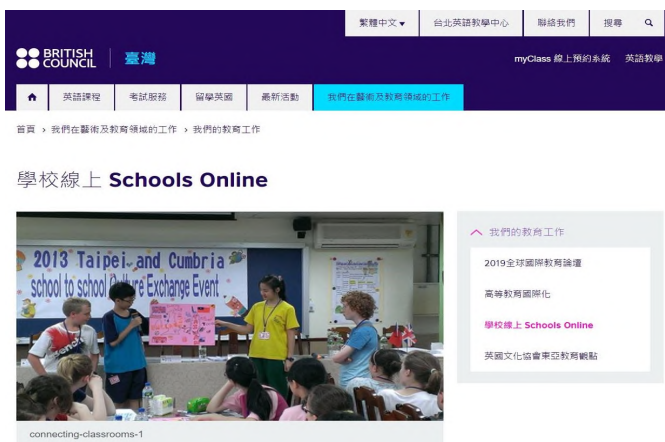 繁體中文▼ 台北英語教學中心 聯絡我們 搜尋
BRITISH COUNCIL 臺灣
myClass 線上預約系統 英語教學
英語課程 考試服務 留學英國 最新活動 我們在藝術及教育領域的工作
首頁 › 我們在藝術及教育領域的工作 › 我們的教育工作
學校線上 Schools Online
2013 Taipei and Cumbria
school to school Culture Exchange Event
connecting-classrooms-1
我們的教育工作
2019全球國際教育論壇
高等教育國際化
學校線上 Schools Online
英國文化協會東亞教育觀點